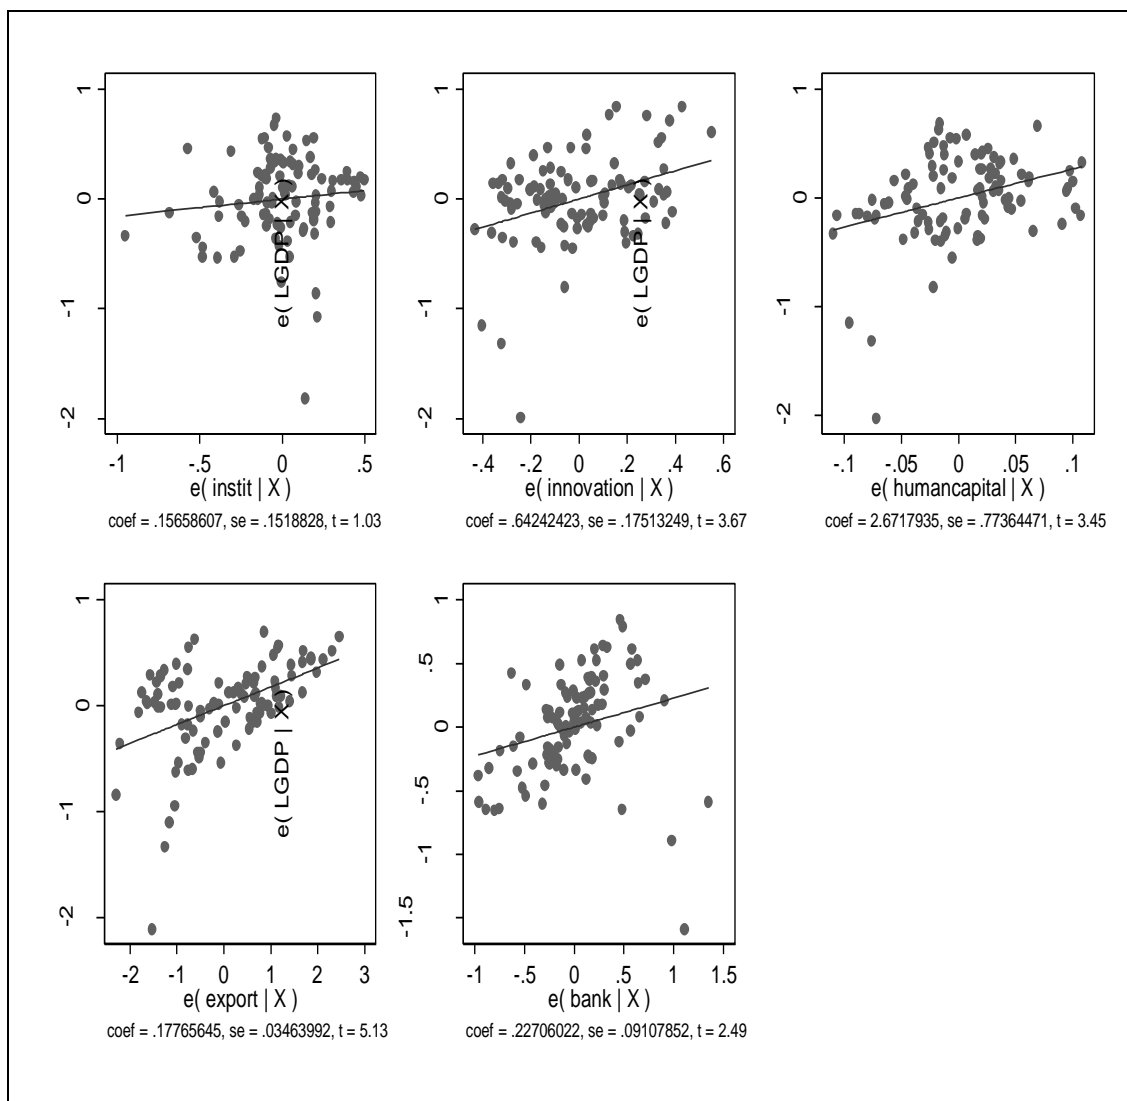 1
0
-1
-2
e( LGDP | X )
-1 -.5 0 .5
e( instit | X )
coef = .15658607, se = .1518828, t = 1.03
1
0
-1
-2
e( LGDP | X )
-.4 -.2 0 .2 .4 .6
e( innovation | X )
coef = .64242423, se = .17513249, t = 3.67
1
0
-1
-2
-.1 -.05 0 .05 .1
e( humancapital | X )
coef = 2.6717935, se = .77364471, t = 3.45
1
0
-1
-2
e( LGDP | X )
-2 -1 0 1 2 3
e( export | X )
coef = .17765645, se = .03463992, t = 5.13
1
.5
0
-.5
-1
-1.5
-1 -.5 0 .5 1 1.5
e( bank | X )
coef = .22706022, se = .09107852, t = 2.49